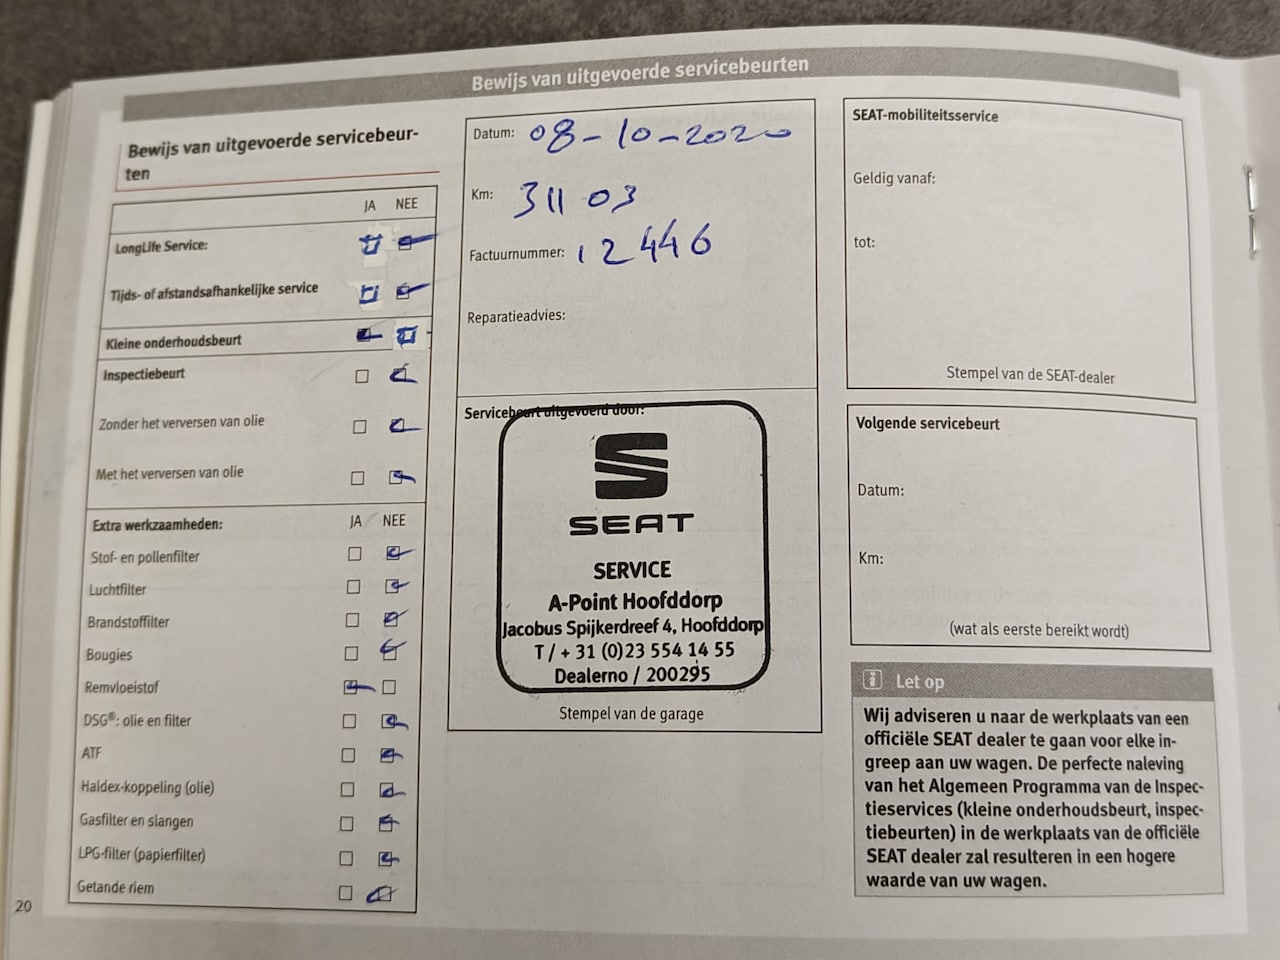 Bewijs van uitgevoerde servicebeurten
Bewijs van uitgevoerde servicebeur-
ten
JA NEE
LongLife Service:
Tijds- of afstandsafhankelijke service
Kleine onderhoudsbeurt
Inspectiebeurt
Zonder het verversen van olie
Met het verversen van olie
Extra werkzaamheden: JA NEE
Stof- en pollenfilter
Luchtfilter
Brandstoffilter
Bougies
Remvloeistof
DSG®: olie en filter
ATF
Haldex-koppeling (olie)
Gasfilter en slangen
LPG-filter (papierfilter)
Getande riem
20
Datum: 08-10-2020
Km: 31103
Factuurnummer: 12446
Reparatieadvies:
Servicebeurt uitgevoerd door:
SEAT
SERVICE
A-Point Hoofddorp
Jacobus Spijkerdreef 4, Hoofddorp
T / + 31 (0)23 554 14 55
Dealerno / 200295
Stempel van de garage
SEAT-mobiliteitsservice
Geldig vanaf:
tot:
Stempel van de SEAT-dealer
Volgende servicebeurt
Datum:
Km:
(wat als eerste bereikt wordt)
Let op
Wij adviseren u naar de werkplaats van een
officiële SEAT dealer te gaan voor elke in-
greep aan uw wagen. De perfecte naleving
van het Algemeen Programma van de Inspec-
tieservices (kleine onderhoudsbeurt, inspec-
tiebeurten) in de werkplaats van de officiële
SEAT dealer zal resulteren in een hogere
waarde van uw wagen.